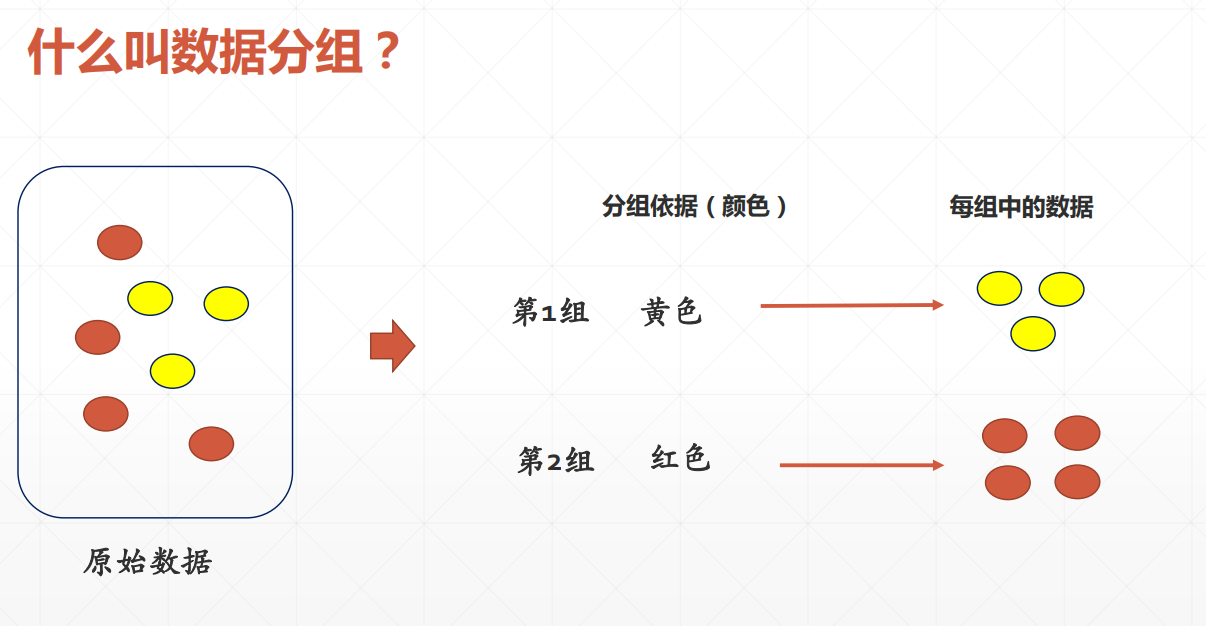 什么叫数据分组？
分组依据（颜色） 每组中的数据
第1组 黄色
第2组 红色
原始数据